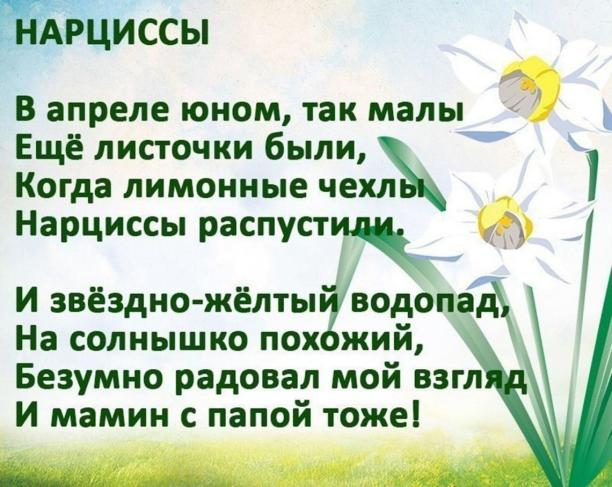 НАРЦИССЫ
В апреле юном, так малы
Ещё листочки были,
Когда лимонные чехлы
Нарциссы распустили.
И звёздно-жёлтый водопад,
На солнышко похожий,
Безумно радовал мой взгляд
И мамин с папой тоже!